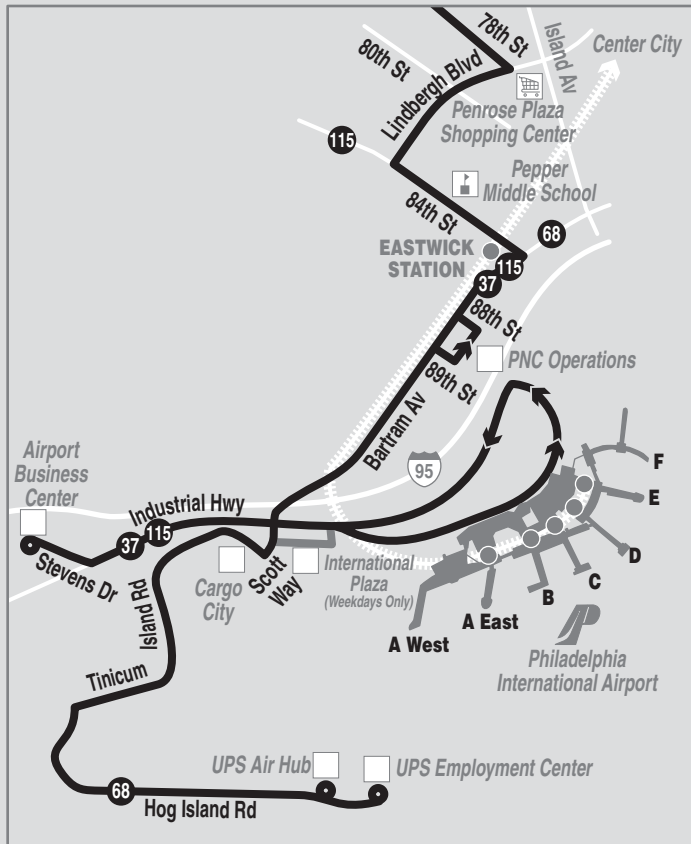 78th St
Island Av
Center City
80th St
Lindbergh Blvd
Penrose Plaza
Shopping Center
115
Pepper
Middle School
84th St
68
EASTWICK
STATION
115
37
88th St
PNC Operations
89th St
Bartram Av
95
F
E
D
C
B
A East
A West
Airport
Business
Center
Industrial Hwy
115
37
Stevens Dr
Cargo
City
Scott
Way
International
Plaza
(Weekdays Only)
Island Rd
Philadelphia
International Airport
Tinicum
UPS Air Hub
UPS Employment Center
68
Hog Island Rd